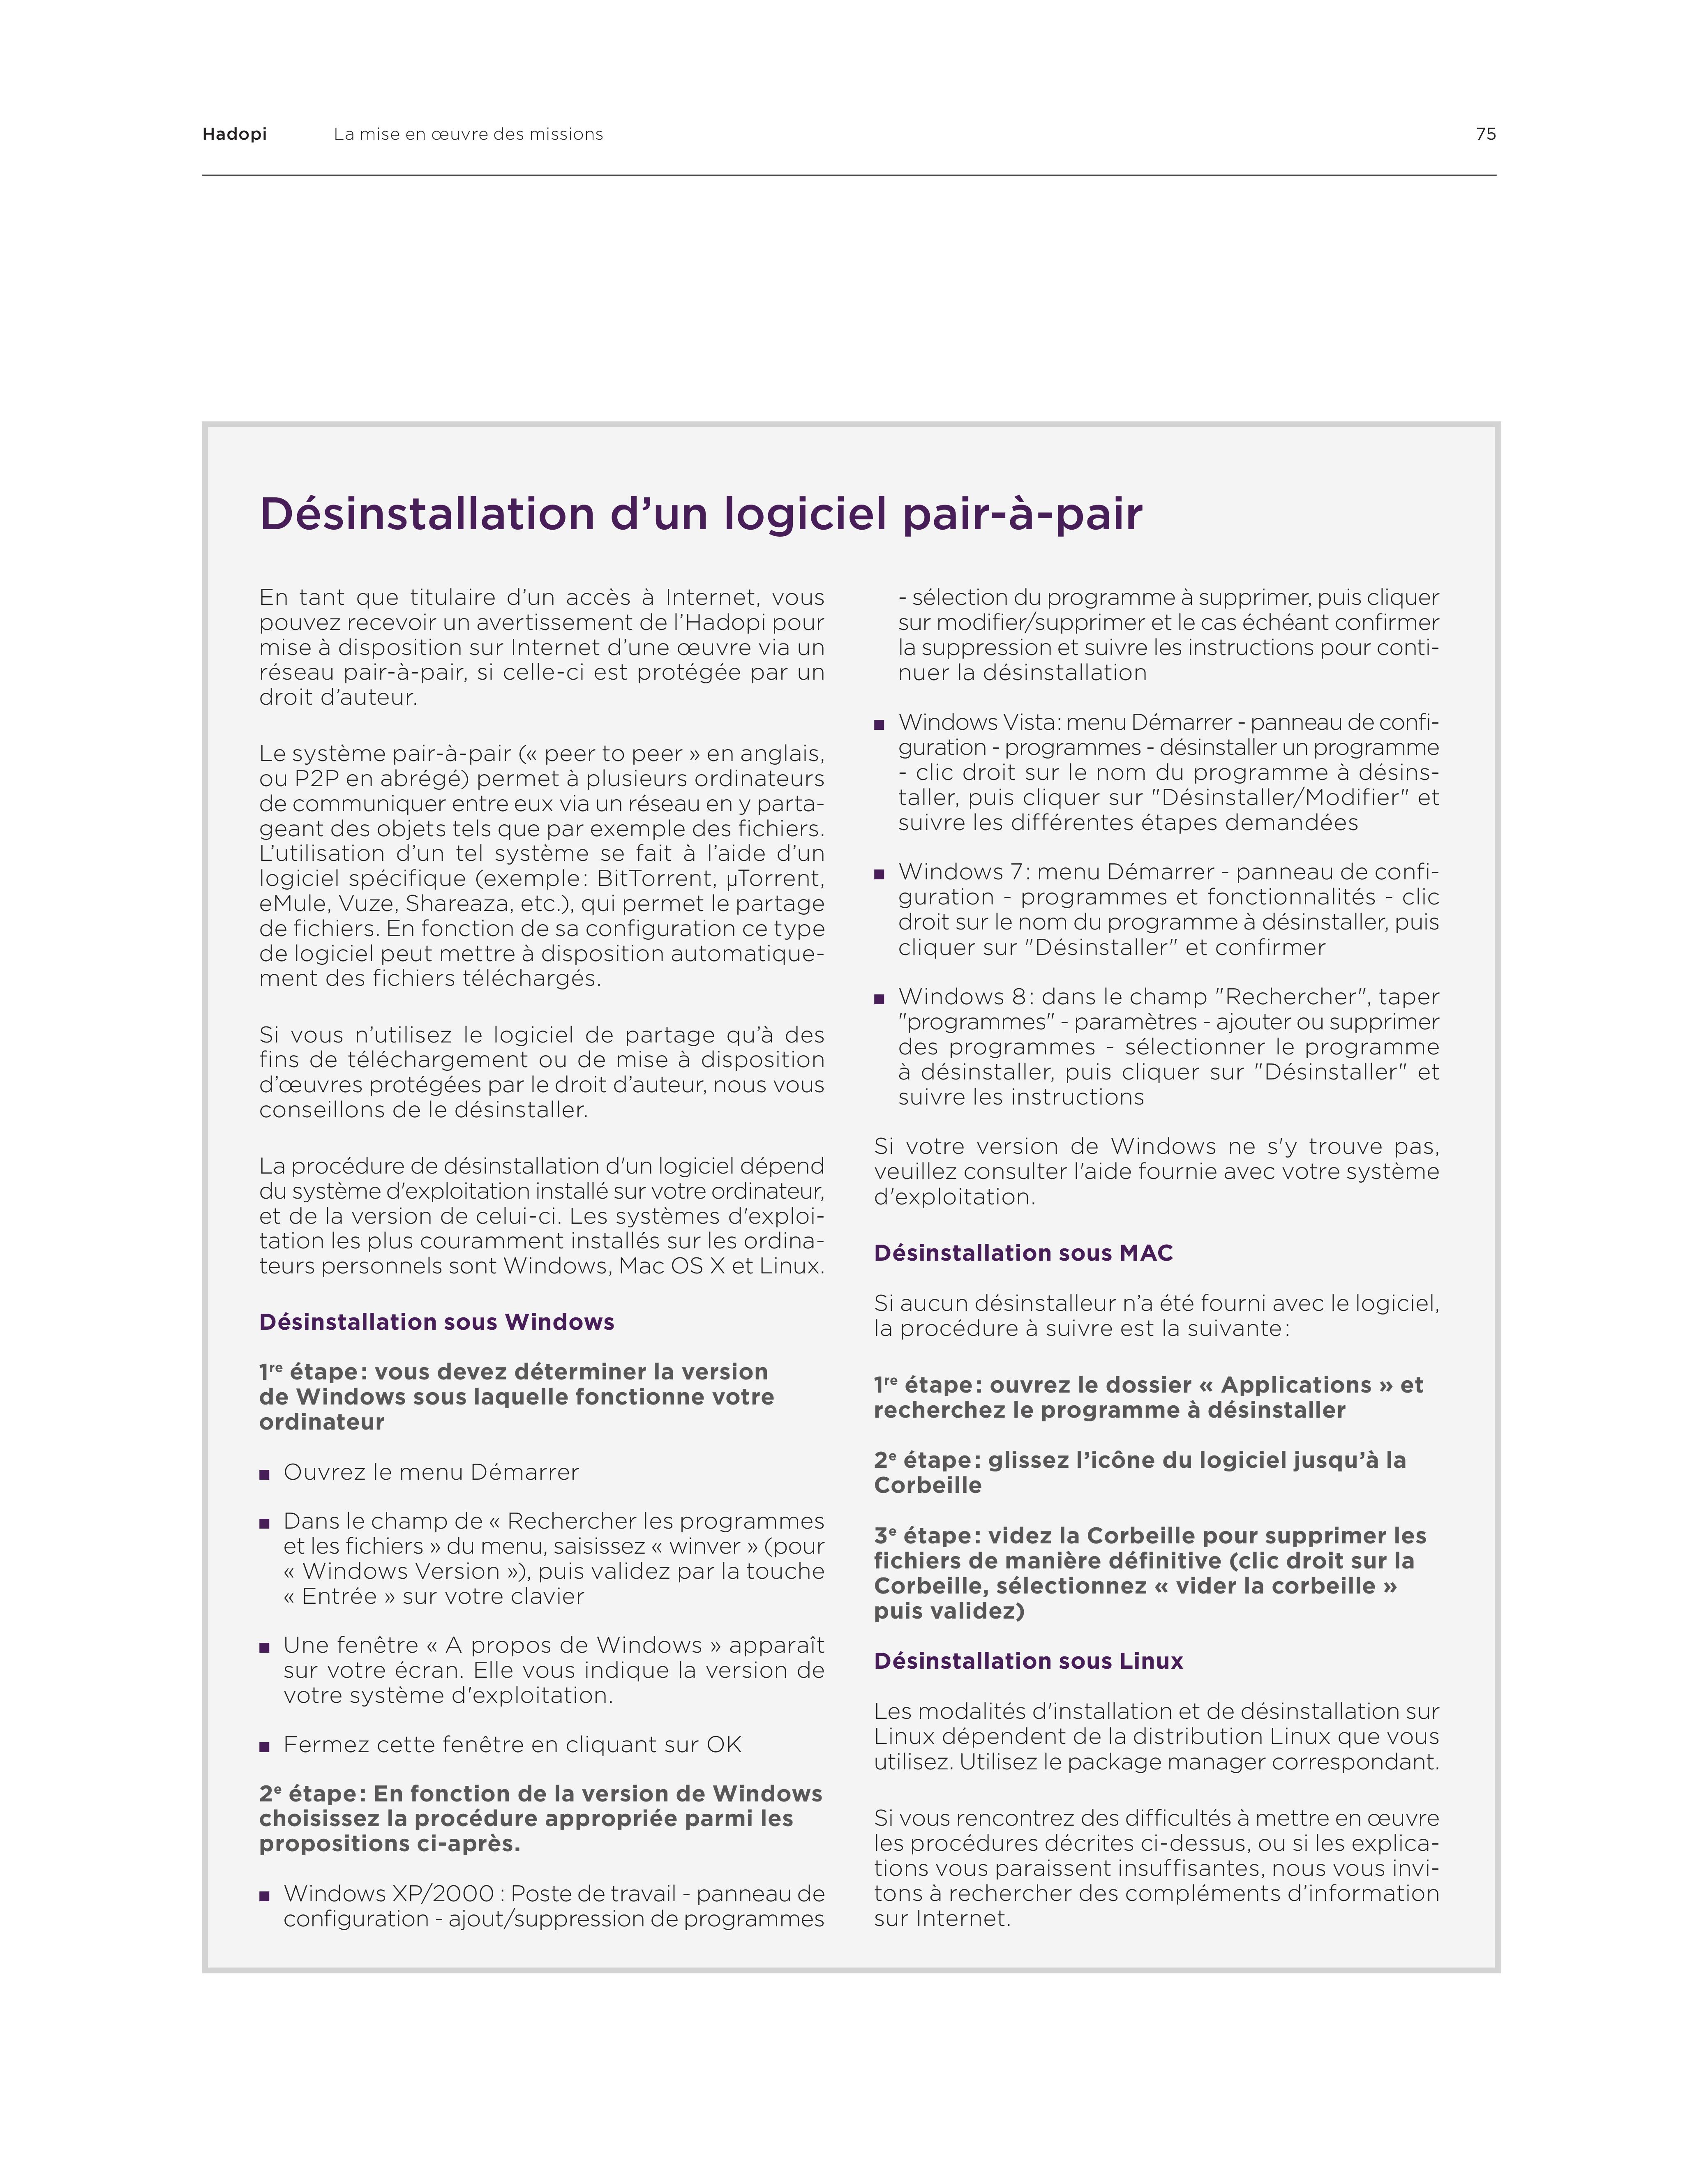 Hadopi La mise en œuvre des missions 75
Désinstallation d’un logiciel pair-à-pair
En tant que titulaire d’un accès à Internet, vous
pouvez recevoir un avertissement de l’Hadopi pour
mise à disposition sur Internet d’une œuvre via un
réseau pair-à-pair, si celle-ci est protégée par un
droit d’auteur.
Le système pair-à-pair (« peer to peer » en anglais,
ou P2P en abrégé) permet à plusieurs ordinateurs
de communiquer entre eux via un réseau en y parta-
geant des objets tels que par exemple des fichiers.
L’utilisation d’un tel système se fait à l’aide d’un
logiciel spécifique (exemple : BitTorrent, µTorrent,
eMule, Vuze, Shareaza, etc.), qui permet le partage
de fichiers. En fonction de sa configuration ce type
de logiciel peut mettre à disposition automatique-
ment des fichiers téléchargés.
Si vous n’utilisez le logiciel de partage qu’à des
fins de téléchargement ou de mise à disposition
d’œuvres protégées par le droit d’auteur, nous vous
conseillons de le désinstaller.
La procédure de désinstallation d'un logiciel dépend
du système d'exploitation installé sur votre ordinateur,
et de la version de celui-ci. Les systèmes d'exploi-
tation les plus couramment installés sur les ordina-
teurs personnels sont Windows, Mac OS X et Linux.
Désinstallation sous Windows
1re étape : vous devez déterminer la version
de Windows sous laquelle fonctionne votre
ordinateur
■ Ouvrez le menu Démarrer
■ Dans le champ de « Rechercher les programmes
et les fichiers » du menu, saisissez « winver » (pour
« Windows Version »), puis validez par la touche
« Entrée » sur votre clavier
■ Une fenêtre « A propos de Windows » apparaît
sur votre écran. Elle vous indique la version de
votre système d'exploitation.
■ Fermez cette fenêtre en cliquant sur OK
2e étape : En fonction de la version de Windows
choisissez la procédure appropriée parmi les
propositions ci-après.
■ Windows XP/2000 : Poste de travail - panneau de
configuration - ajout/suppression de programmes
- sélection du programme à supprimer, puis cliquer
sur modifier/supprimer et le cas échéant confirmer
la suppression et suivre les instructions pour conti-
nuer la désinstallation
■ Windows Vista : menu Démarrer - panneau de confi-
guration - programmes - désinstaller un programme
- clic droit sur le nom du programme à désins-
taller, puis cliquer sur "Désinstaller/Modifier" et
suivre les différentes étapes demandées
■ Windows 7 : menu Démarrer - panneau de confi-
guration - programmes et fonctionnalités - clic
droit sur le nom du programme à désinstaller, puis
cliquer sur "Désinstaller" et confirmer
■ Windows 8 : dans le champ "Rechercher", taper
"programmes" - paramètres - ajouter ou supprimer
des programmes - sélectionner le programme
à désinstaller, puis cliquer sur "Désinstaller" et
suivre les instructions
Si votre version de Windows ne s'y trouve pas,
veuillez consulter l'aide fournie avec votre système
d'exploitation.
Désinstallation sous MAC
Si aucun désinstalleur n’a été fourni avec le logiciel,
la procédure à suivre est la suivante :
1re étape : ouvrez le dossier « Applications » et
recherchez le programme à désinstaller
2e étape : glissez l’icône du logiciel jusqu’à la
Corbeille
3e étape : videz la Corbeille pour supprimer les
fichiers de manière définitive (clic droit sur la
Corbeille, sélectionnez « vider la corbeille »
puis validez)
Désinstallation sous Linux
Les modalités d'installation et de désinstallation sur
Linux dépendent de la distribution Linux que vous
utilisez. Utilisez le package manager correspondant.
Si vous rencontrez des difficultés à mettre en œuvre
les procédures décrites ci-dessus, ou si les explica-
tions vous paraissent insuffisantes, nous vous invi-
tons à rechercher des compléments d’information
sur Internet.